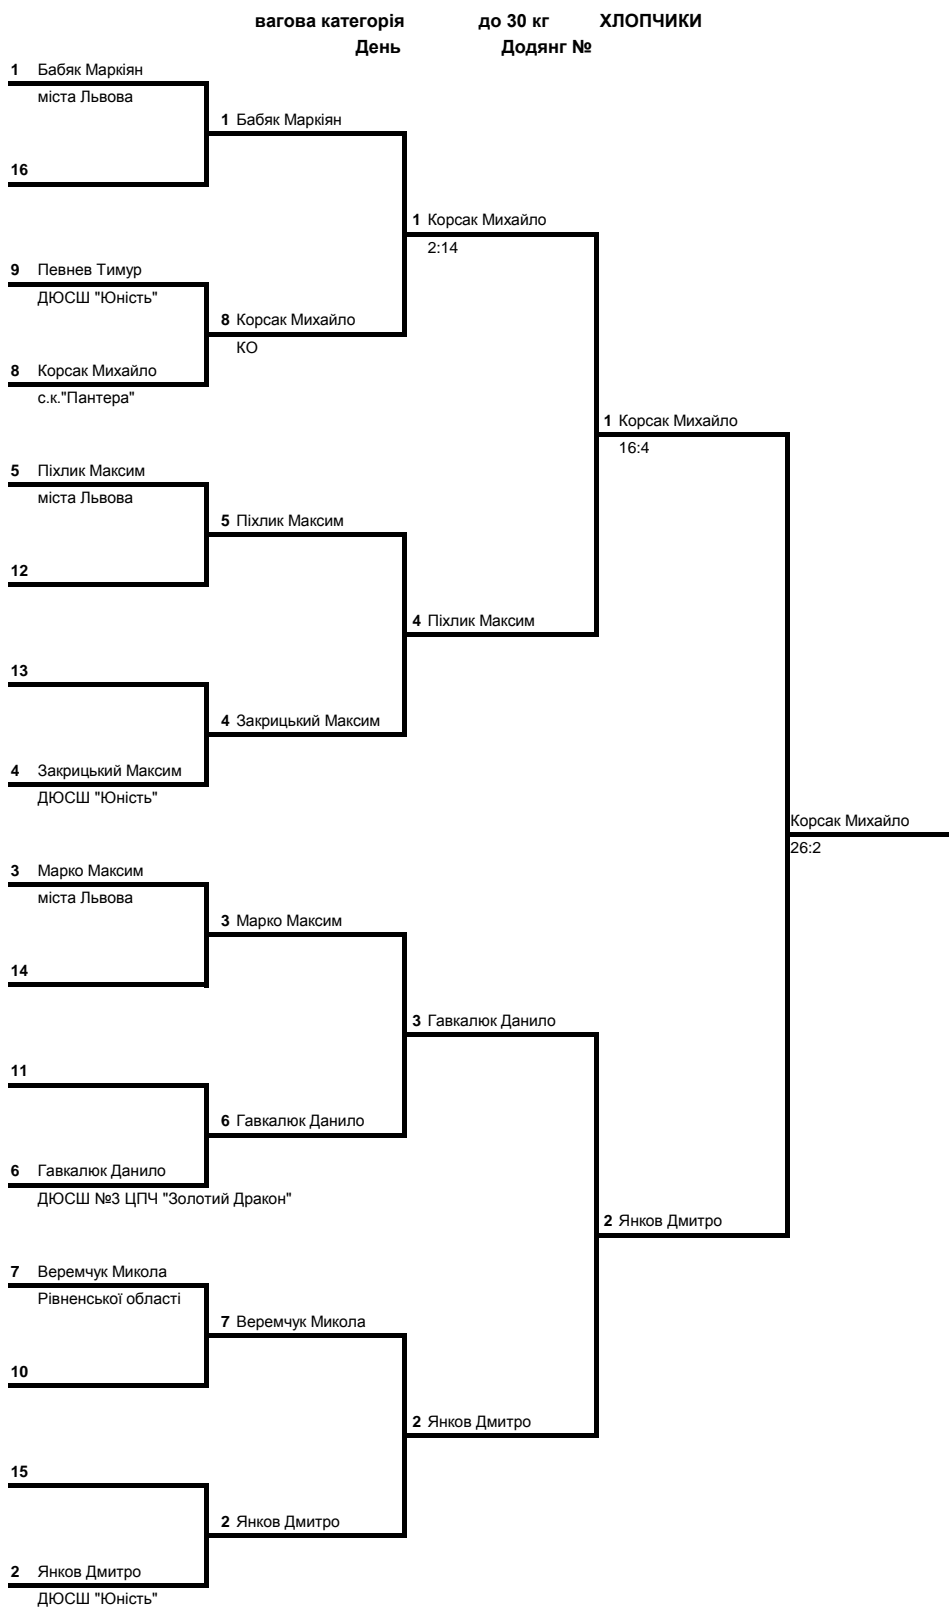 вагова категорія до 30 кг ХЛОПЧИКИ
День Додянг №
1 Бабяк Маркіян
міста Львова
1 Бабяк Маркіян
16
1 Корсак Михайло
2:14
9 Певнев Тимур
ДЮСШ "Юність"
8 Корсак Михайло
КО
8 Корсак Михайло
с.к."Пантера"
1 Корсак Михайло
16:4
5 Піхлик Максим
міста Львова
5 Піхлик Максим
12
4 Піхлик Максим
13
4 Закрицький Максим
4 Закрицький Максим
ДЮСШ "Юність"
Корсак Михайло
26:2
3 Марко Максим
міста Львова
3 Марко Максим
14
3 Гавкалюк Данило
11
6 Гавкалюк Данило
6 Гавкалюк Данило
ДЮСШ №3 ЦПЧ "Золотий Дракон"
2 Янков Дмитро
7 Веремчук Микола
Рівненської області
7 Веремчук Микола
10
2 Янков Дмитро
15
2 Янков Дмитро
2 Янков Дмитро
ДЮСШ "Юність"